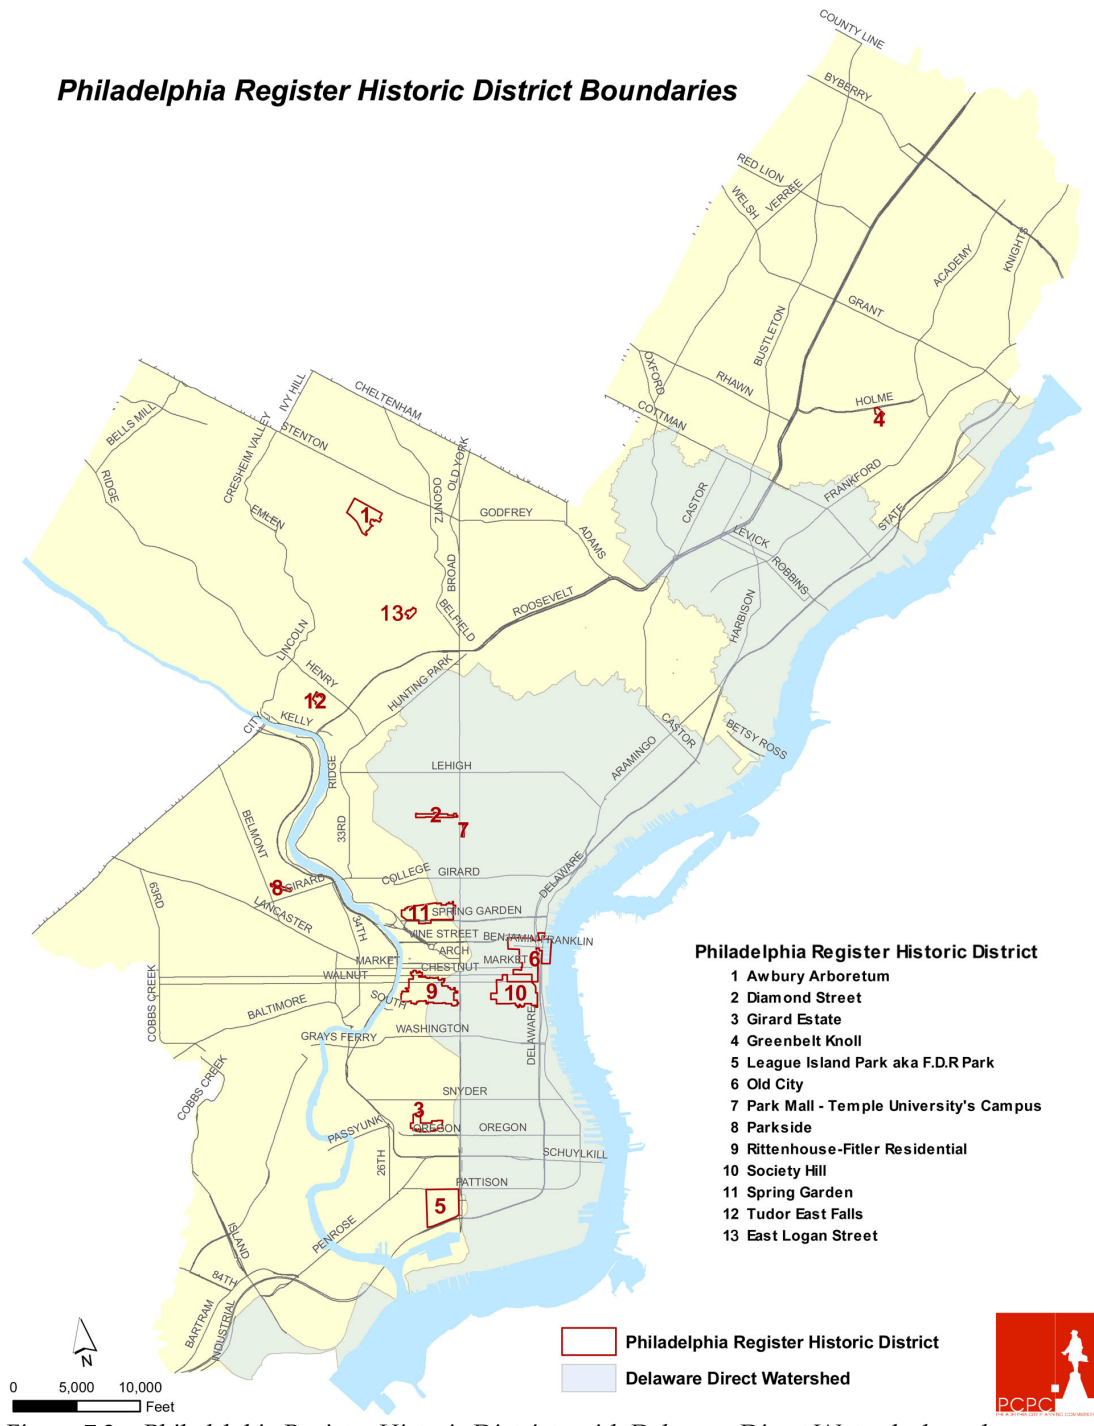 Philadelphia Register Historic District Boundaries
COUNTY LINE
BYBERRY
RED LION
VERREE
WELSH
ACADEMY
KNIGHTS
GRANT
BUSTLETON
OXFORD
RHAWN
HOLME
4
COTTMAN
IVY HILL
CHELTENHAM
BELLS MILL
STENTON
CRESHEIM VALLEY
OLD YORK
OGONTZ
RIDGE
EMLEN
1
GODFREY
ADAMS
CASTOR
FRANKFORD
STATE
LEVICK
ROBBINS
HARBISON
BROAD
BELFIELD
ROOSEVELT
13
LINCOLN
HENRY
HUNTING PARK
12
KELLY
CITY
CASTOR
BETSY ROSS
ARAMINGO
LEHIGH
RIDGE
BELMONT
33RD
2
7
COLLEGE
GIRARD
DELAWARE
8
GIRARD
63RD
LANCASTER
34TH
11
SPRING GARDEN
VINE STREET
BENJAMIN FRANKLIN
ARCH
MARKET
MARKET
6
CHESTNUT
WALNUT
9
10
SOUTH
COBBS CREEK
BALTIMORE
GRAYS FERRY
WASHINGTON
DELAWARE
COBBS CREEK
SNYDER
3
PASSYUNK
OREGON
OREGON
26TH
SCHUYLKILL
PATTISON
5
PENROSE
ISLAND
84TH
BARTRAM
INDUSTRIAL
Philadelphia Register Historic District
1 Awbury Arboretum
2 Diamond Street
3 Girard Estate
4 Greenbelt Knoll
5 League Island Park aka F.D.R Park
6 Old City
7 Park Mall - Temple University's Campus
8 Parkside
9 Rittenhouse-Fitler Residential
10 Society Hill
11 Spring Garden
12 Tudor East Falls
13 East Logan Street
Philadelphia Register Historic District
Delaware Direct Watershed
N
0 5,000 10,000
Feet
PCPC
PHILADELPHIA CITY PLANNING COMMISSION